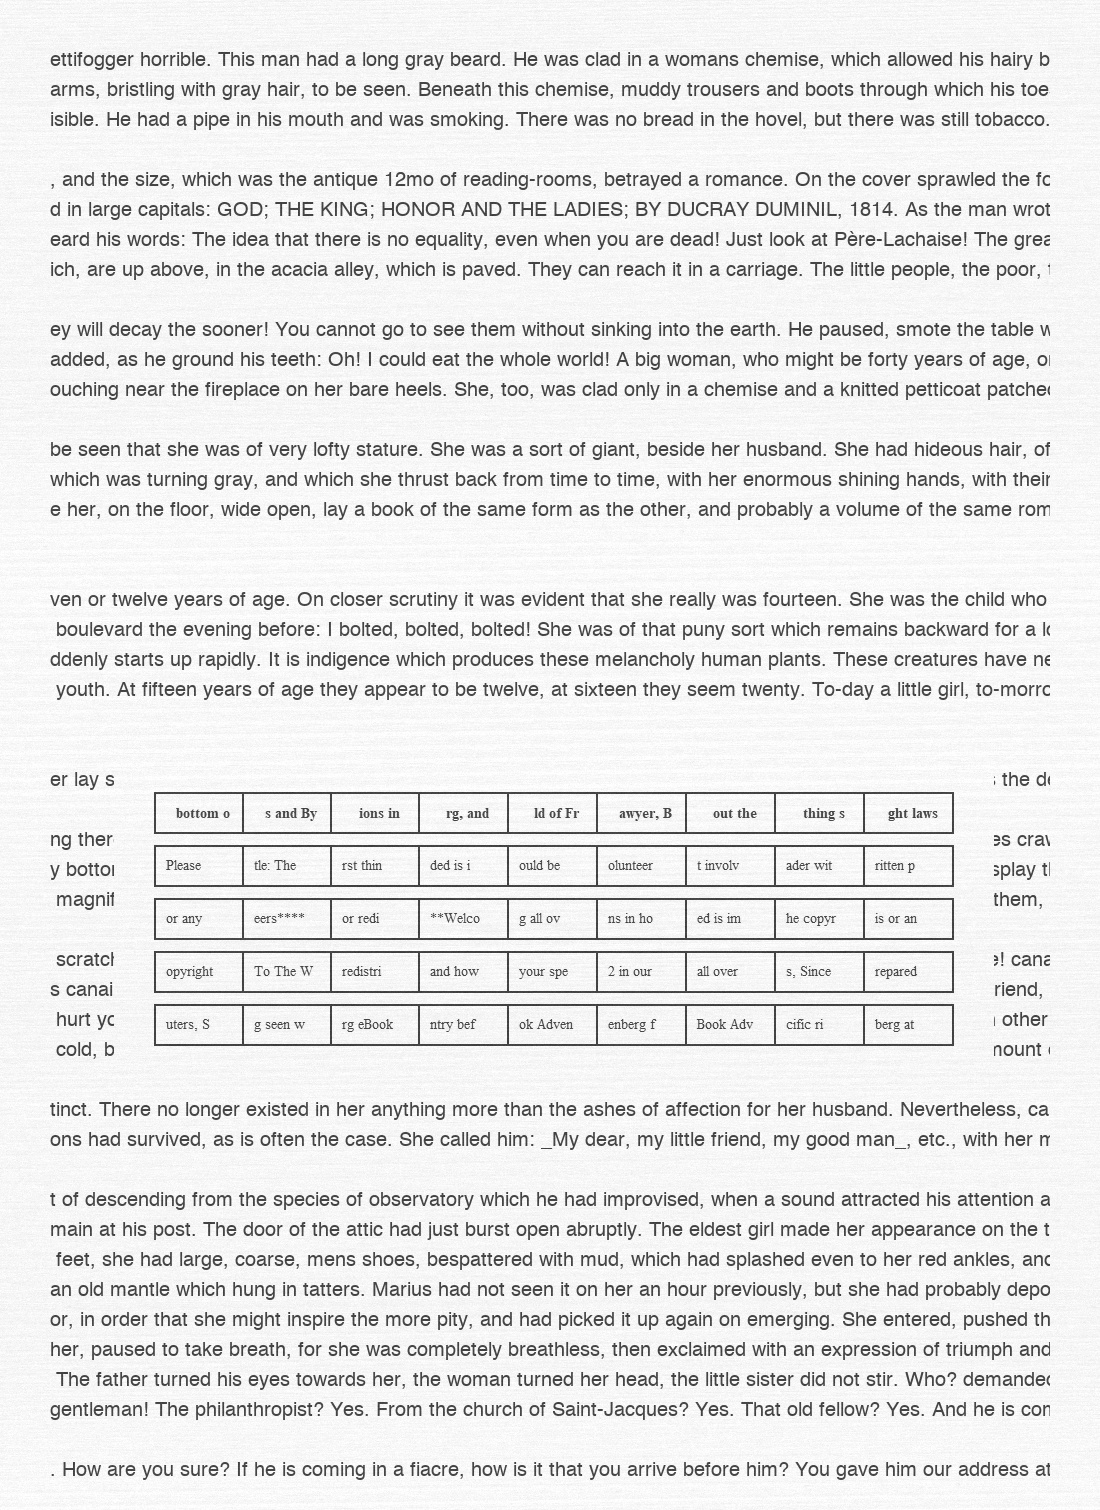 ettifogger horrible. This man had a long gray beard. He was clad in a womans chemise, which allowed his hairy b
arms, bristling with gray hair, to be seen. Beneath this chemise, muddy trousers and boots through which his toe
isible. He had a pipe in his mouth and was smoking. There was no bread in the hovel, but there was still tobacco.
, and the size, which was the antique 12mo of reading-rooms, betrayed a romance. On the cover sprawled the fo
d in large capitals: GOD; THE KING; HONOR AND THE LADIES; BY DUCRAY DUMINIL, 1814. As the man wrot
eard his words: The idea that there is no equality, even when you are dead! Just look at Père-Lachaise! The grea
ich, are up above, in the acacia alley, which is paved. They can reach it in a carriage. The little people, the poor,
ey will decay the sooner! You cannot go to see them without sinking into the earth. He paused, smote the table w
added, as he ground his teeth: Oh! I could eat the whole world! A big woman, who might be forty years of age, or
ouching near the fireplace on her bare heels. She, too, was clad only in a chemise and a knitted petticoat patched
be seen that she was of very lofty stature. She was a sort of giant, beside her husband. She had hideous hair, of
which was turning gray, and which she thrust back from time to time, with her enormous shining hands, with their
e her, on the floor, wide open, lay a book of the same form as the other, and probably a volume of the same rom
ven or twelve years of age. On closer scrutiny it was evident that she really was fourteen. She was the child who
boulevard the evening before: I bolted, bolted, bolted! She was of that puny sort which remains backward for a lo
ddenly starts up rapidly. It is indigence which produces these melancholy human plants. These creatures have ne
youth. At fifteen years of age they appear to be twelve, at sixteen they seem twenty. To-day a little girl, to-morro
er lay s the de
bottom o s and By ions in rg, and ld of Fr awyer, B out the thing s ght laws
ng ther es craw
Please tle: The rst thin ded is i ould be olunteer t involv ader wit ritten p
y bottom splay th
magnif them,
or any eers**** or redi **Welco g all ov ns in ho ed is im he copyr is or an
scratch e! cana
opyright To The W redistri and how your spe 2 in our all over s, Since repared
s canai riend,
hurt yo other
uters, S g seen w rg eBook ntry bef ok Adven enberg f Book Adv cific ri berg at
cold, b mount
tinct. There no longer existed in her anything more than the ashes of affection for her husband. Nevertheless, ca
ons had survived, as is often the case. She called him: _My dear, my little friend, my good man_, etc., with her m
t of descending from the species of observatory which he had improvised, when a sound attracted his attention a
main at his post. The door of the attic had just burst open abruptly. The eldest girl made her appearance on the t
feet, she had large, coarse, mens shoes, bespattered with mud, which had splashed even to her red ankles, and
an old mantle which hung in tatters. Marius had not seen it on her an hour previously, but she had probably depo
or, in order that she might inspire the more pity, and had picked it up again on emerging. She entered, pushed th
her, paused to take breath, for she was completely breathless, then exclaimed with an expression of triumph and
The father turned his eyes towards her, the woman turned her head, the little sister did not stir. Who? demanded
gentleman! The philanthropist? Yes. From the church of Saint-Jacques? Yes. That old fellow? Yes. And he is com
. How are you sure? If he is coming in a fiacre, how is it that you arrive before him? You gave him our address at